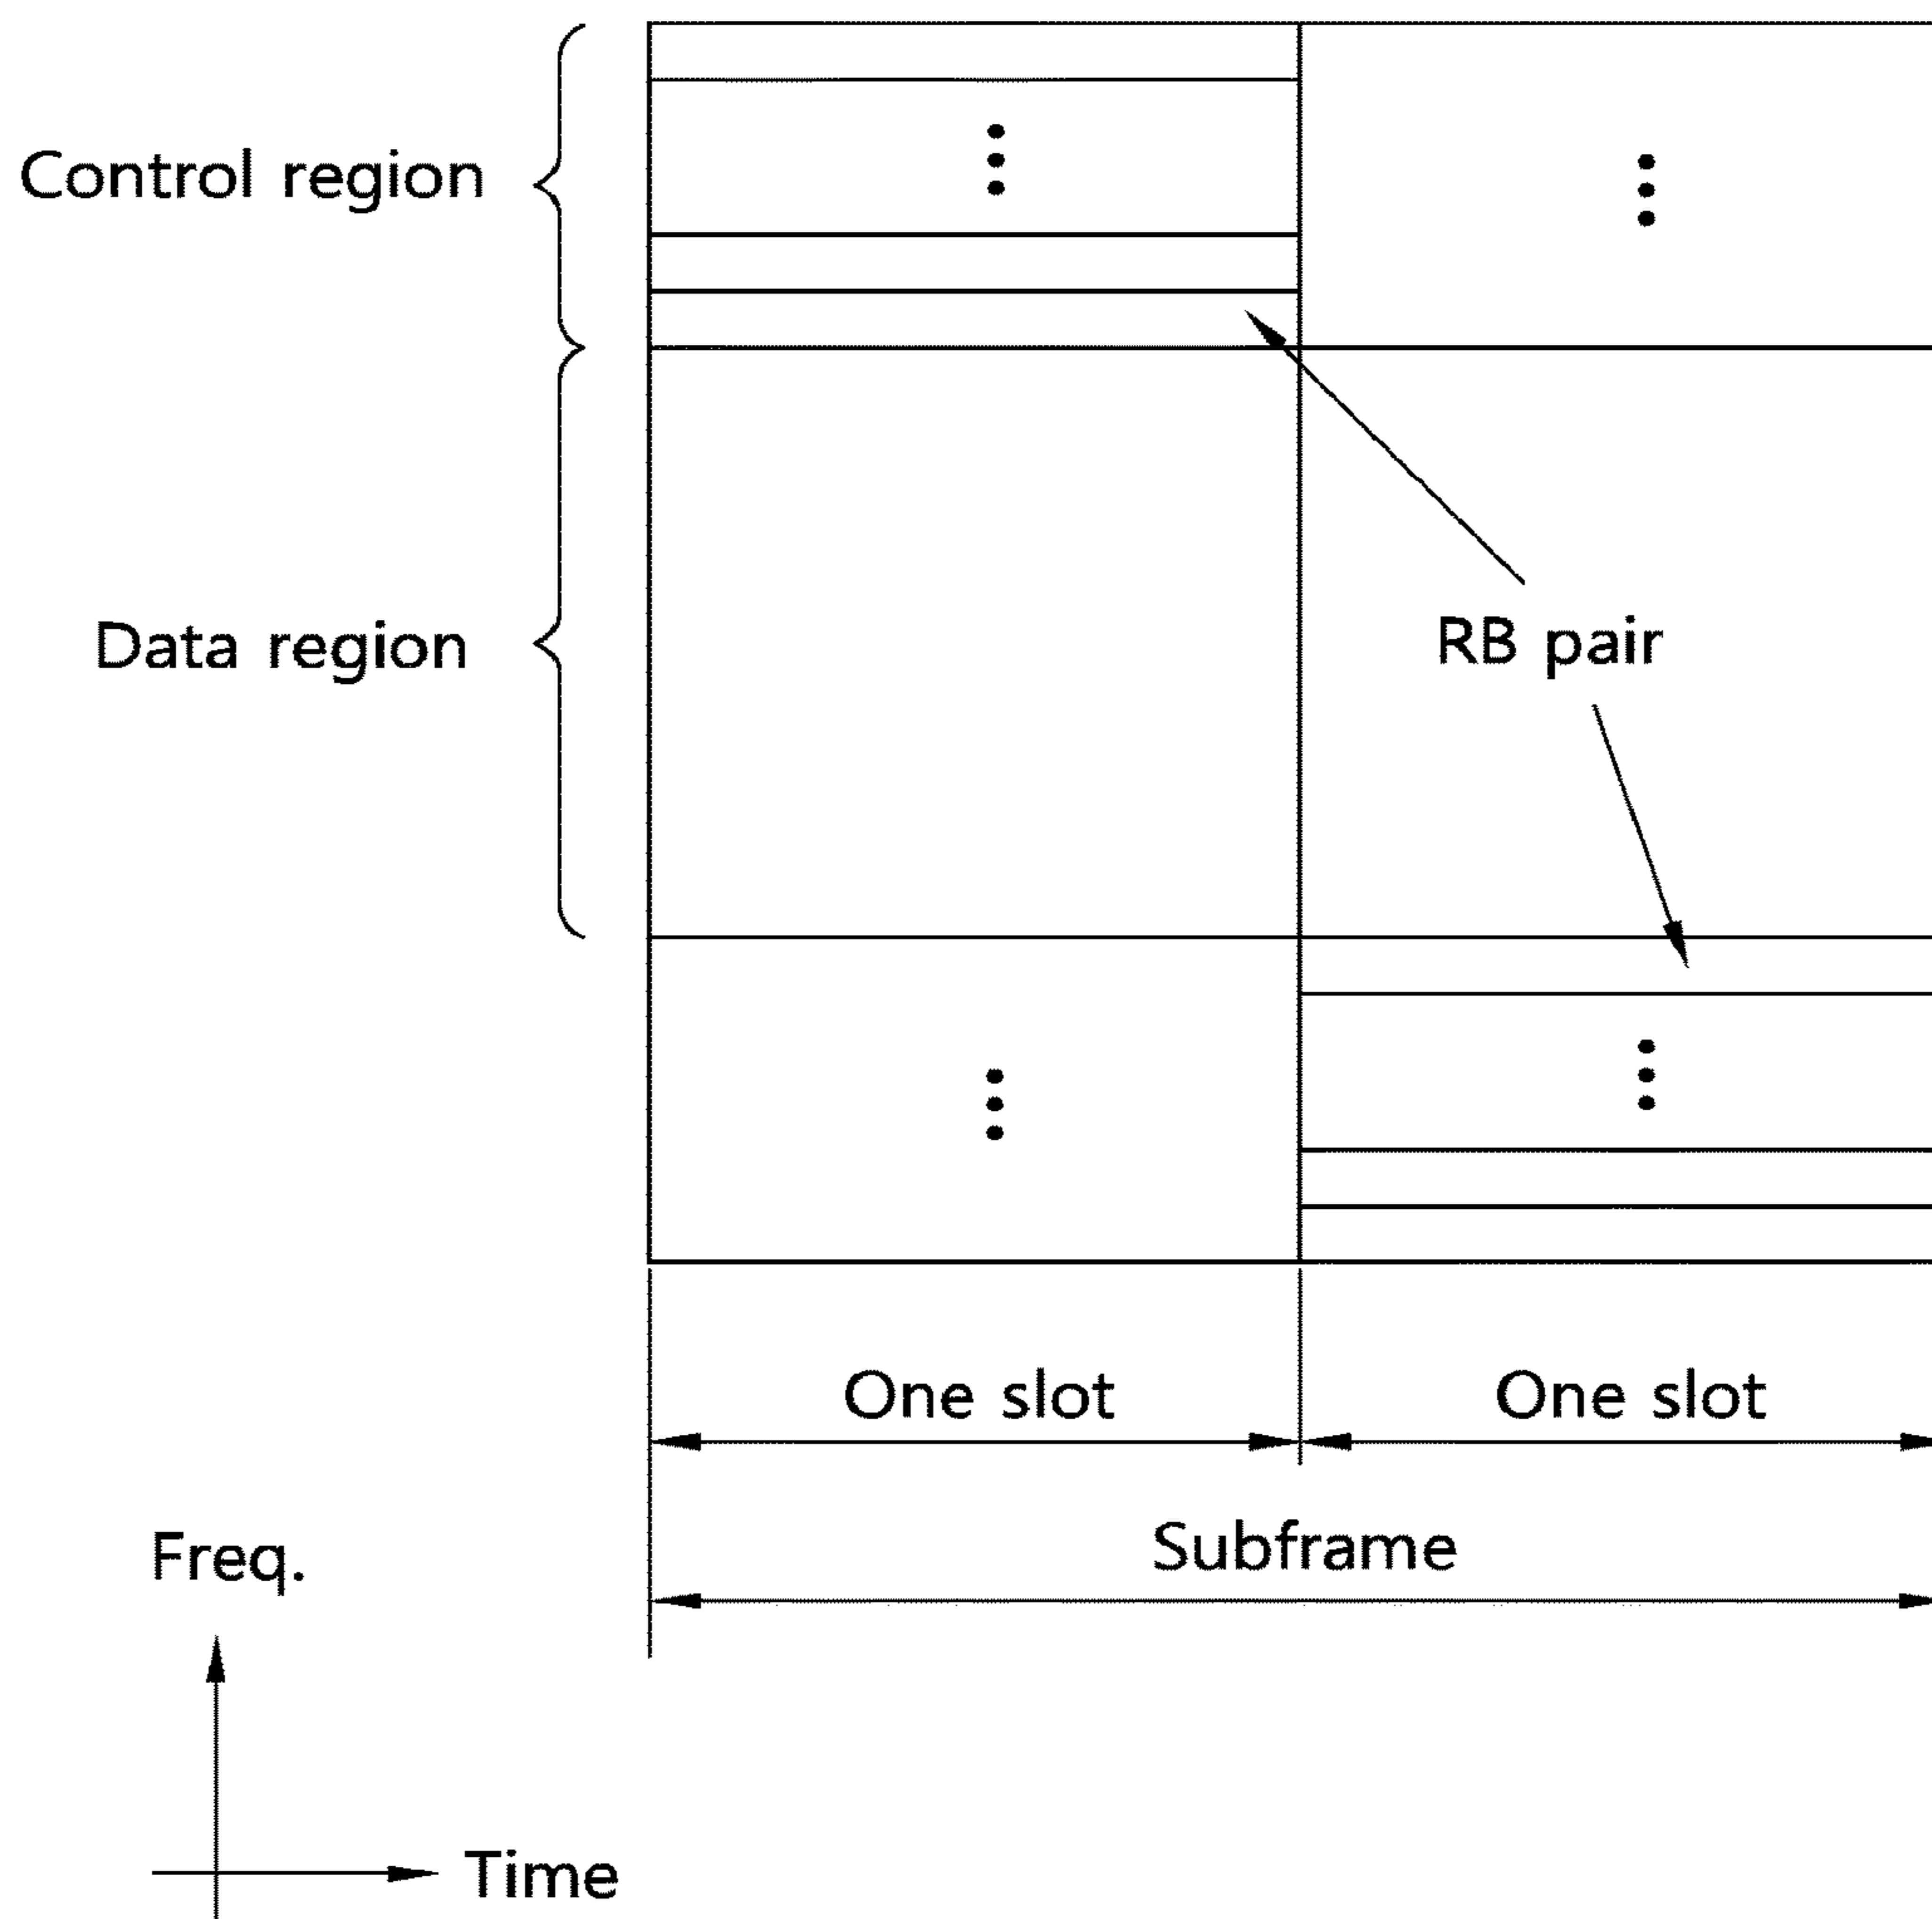 Control region
Data region
RB pair
One slot
One slot
Subframe
Freq.
Time